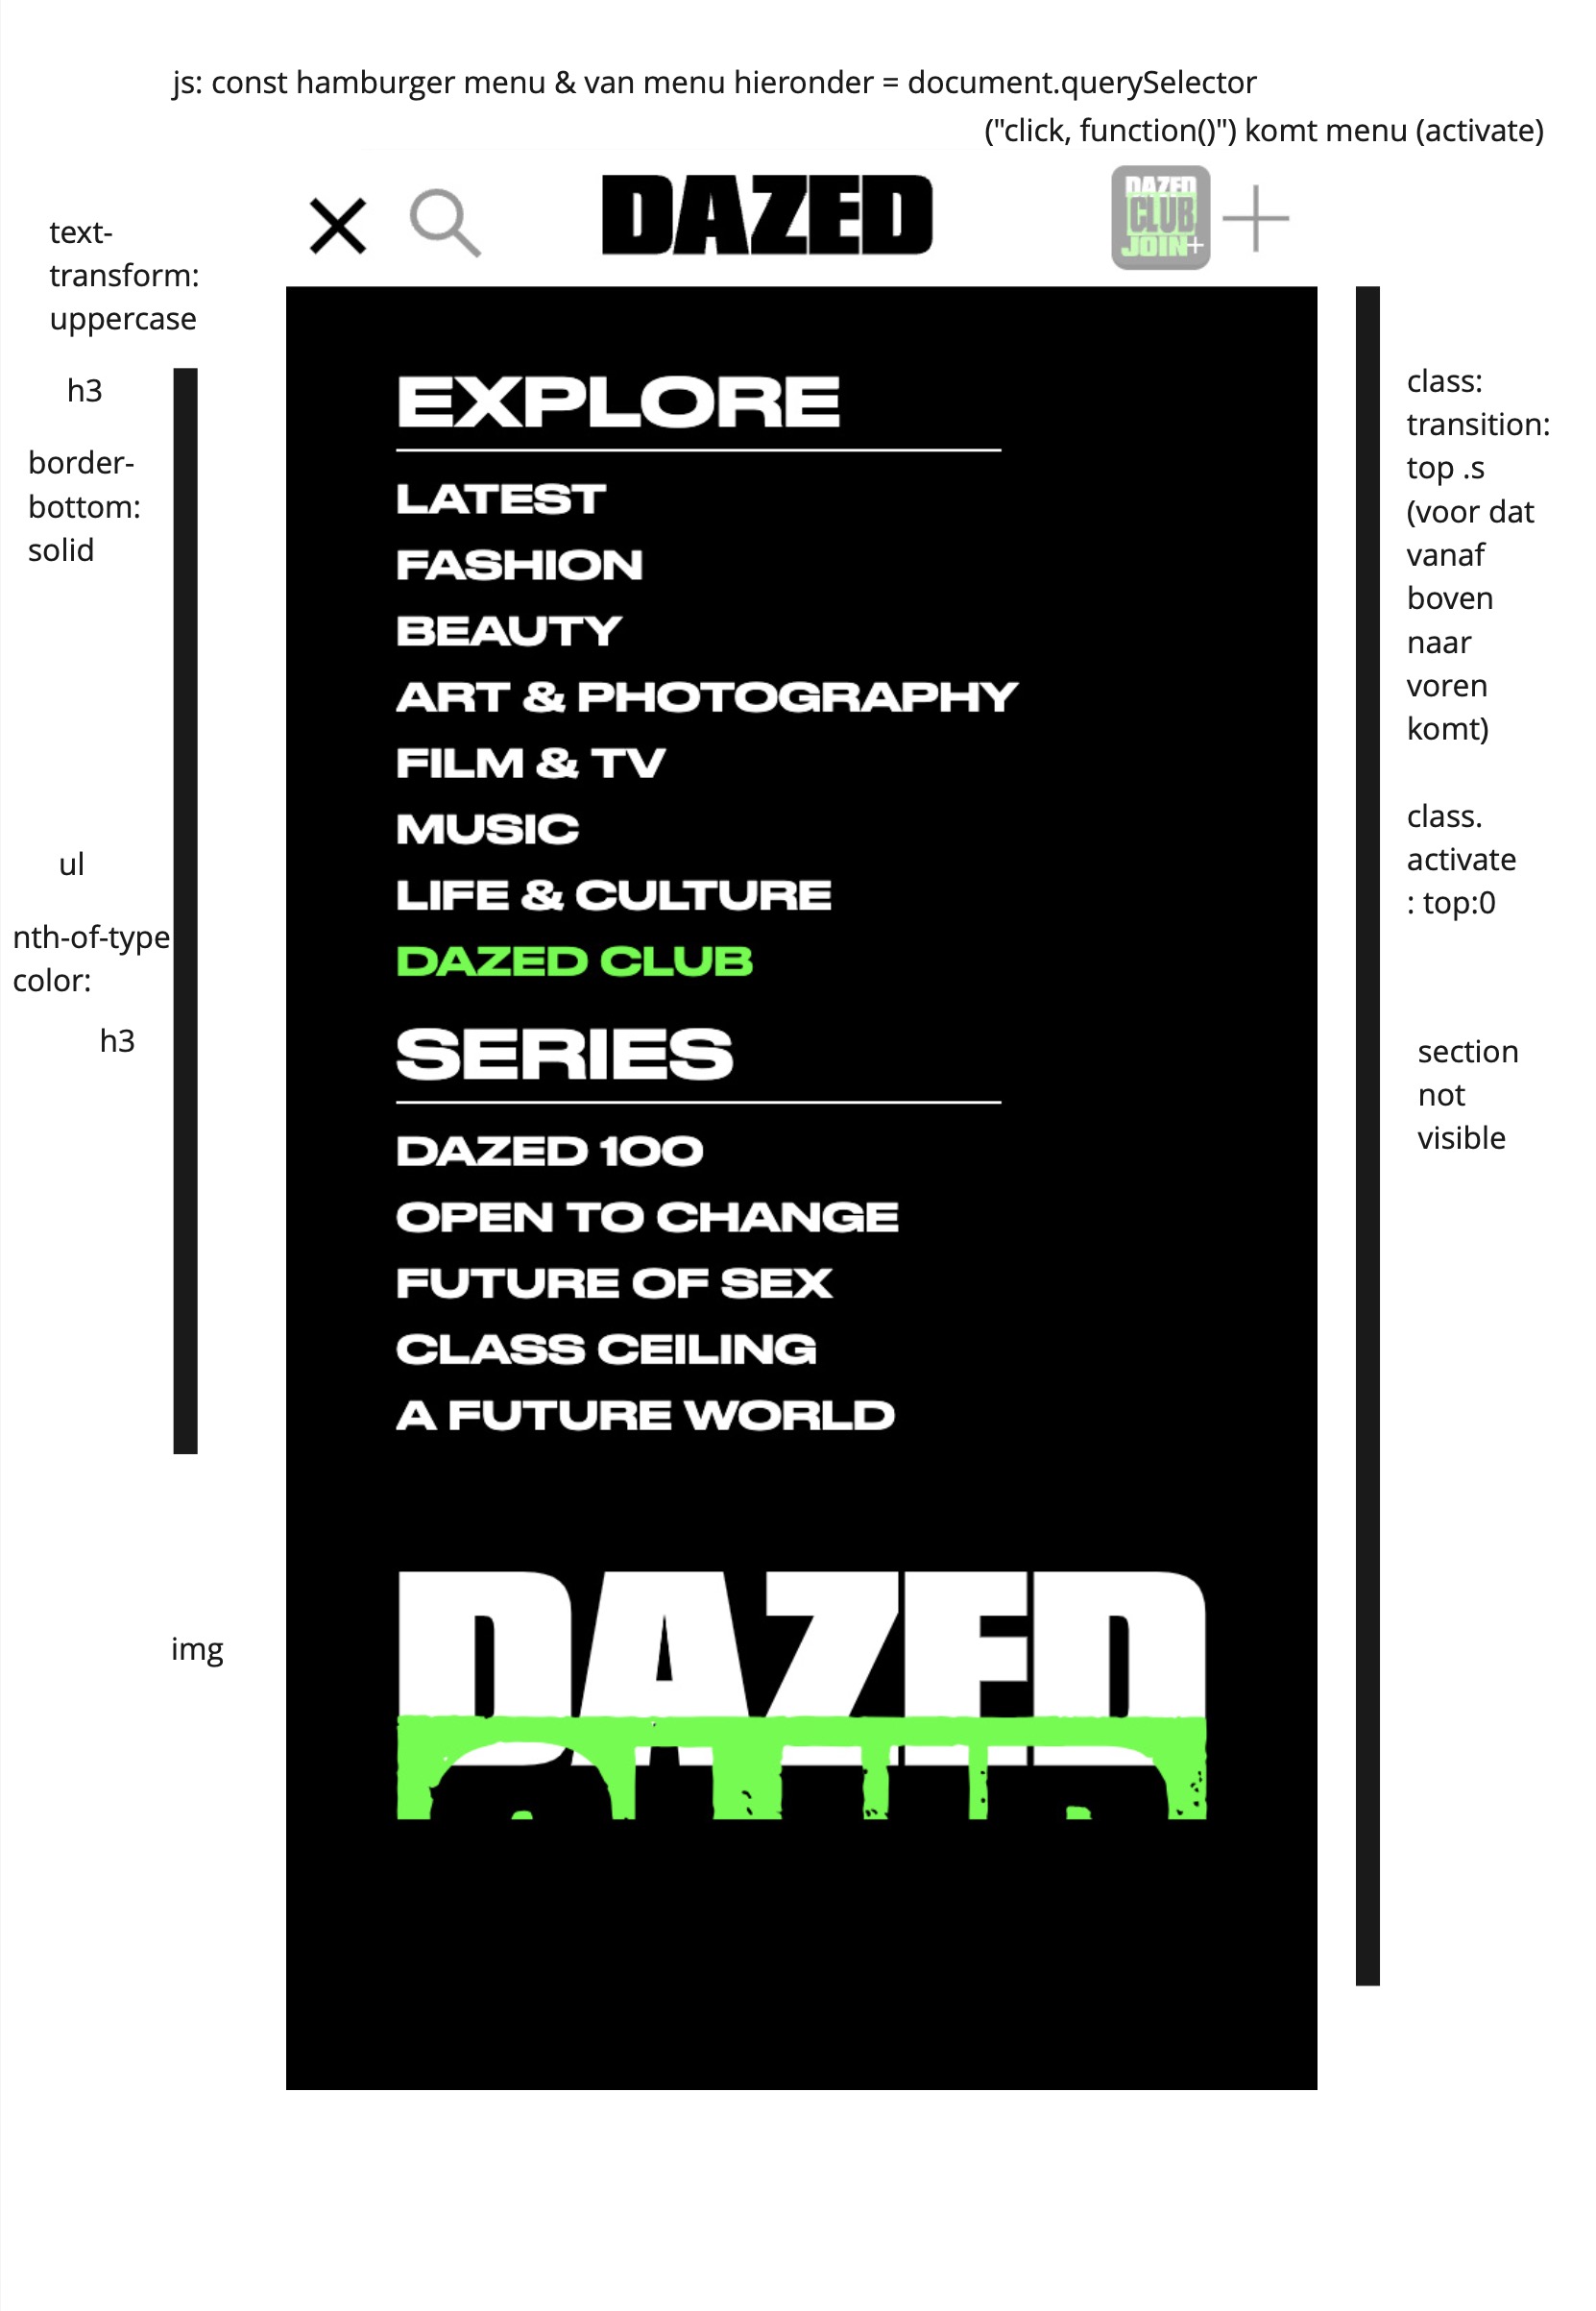 js: const hamburger menu & van menu hieronder = document.querySelector
("click, function()") komt menu (activate)
DAZED
DAZED
CLUB
JOIN+
text-
transform:
uppercase
h3
border-
bottom:
solid
ul
nth-of-type
color:
h3
img
EXPLORE
LATEST
FASHION
BEAUTY
ART & PHOTOGRAPHY
FILM & TV
MUSIC
LIFE & CULTURE
DAZED CLUB
SERIES
DAZED 100
OPEN TO CHANGE
FUTURE OF SEX
CLASS CEILING
A FUTURE WORLD
DAZED
class:
transition:
top .s
(voor dat
vanaf
boven
naar
voren
komt)
class.
activate
: top:0
section
not
visible